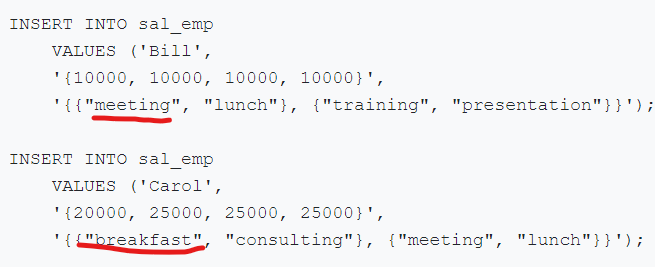 INSERT INTO sal_emp
VALUES ('Bill',
'{10000, 10000, 10000, 10000}',
'{{"meeting", "lunch"}, {"training", "presentation"}}');
INSERT INTO sal_emp
VALUES ('Carol',
'{20000, 25000, 25000, 25000}',
'{{"breakfast", "consulting"}, {"meeting", "lunch"}}');